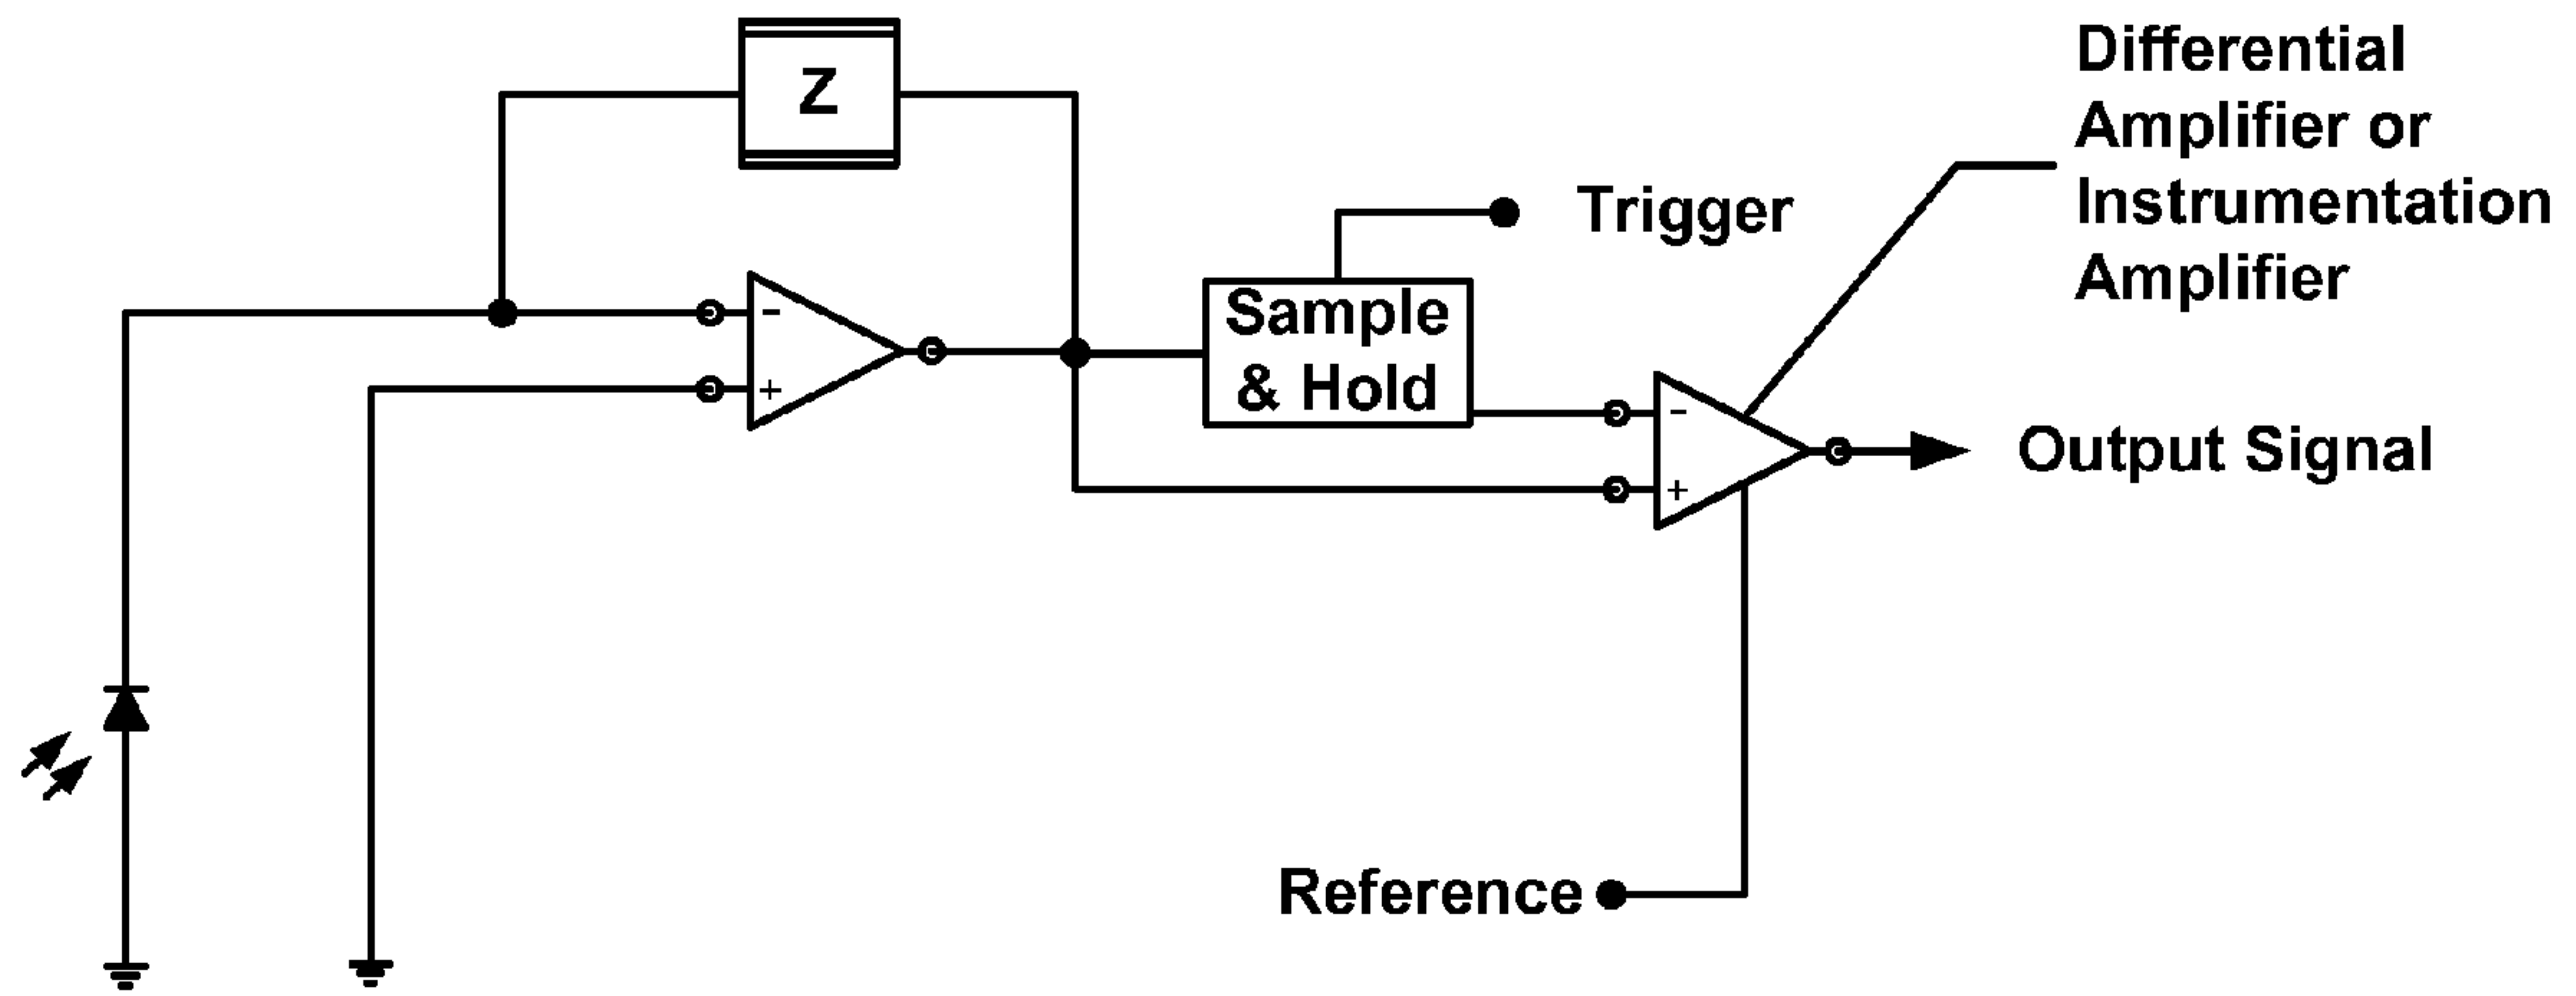 Z
Differential
Amplifier or
Instrumentation
Amplifier
Trigger
Sample
& Hold
-
+
-
+
Output Signal
Reference